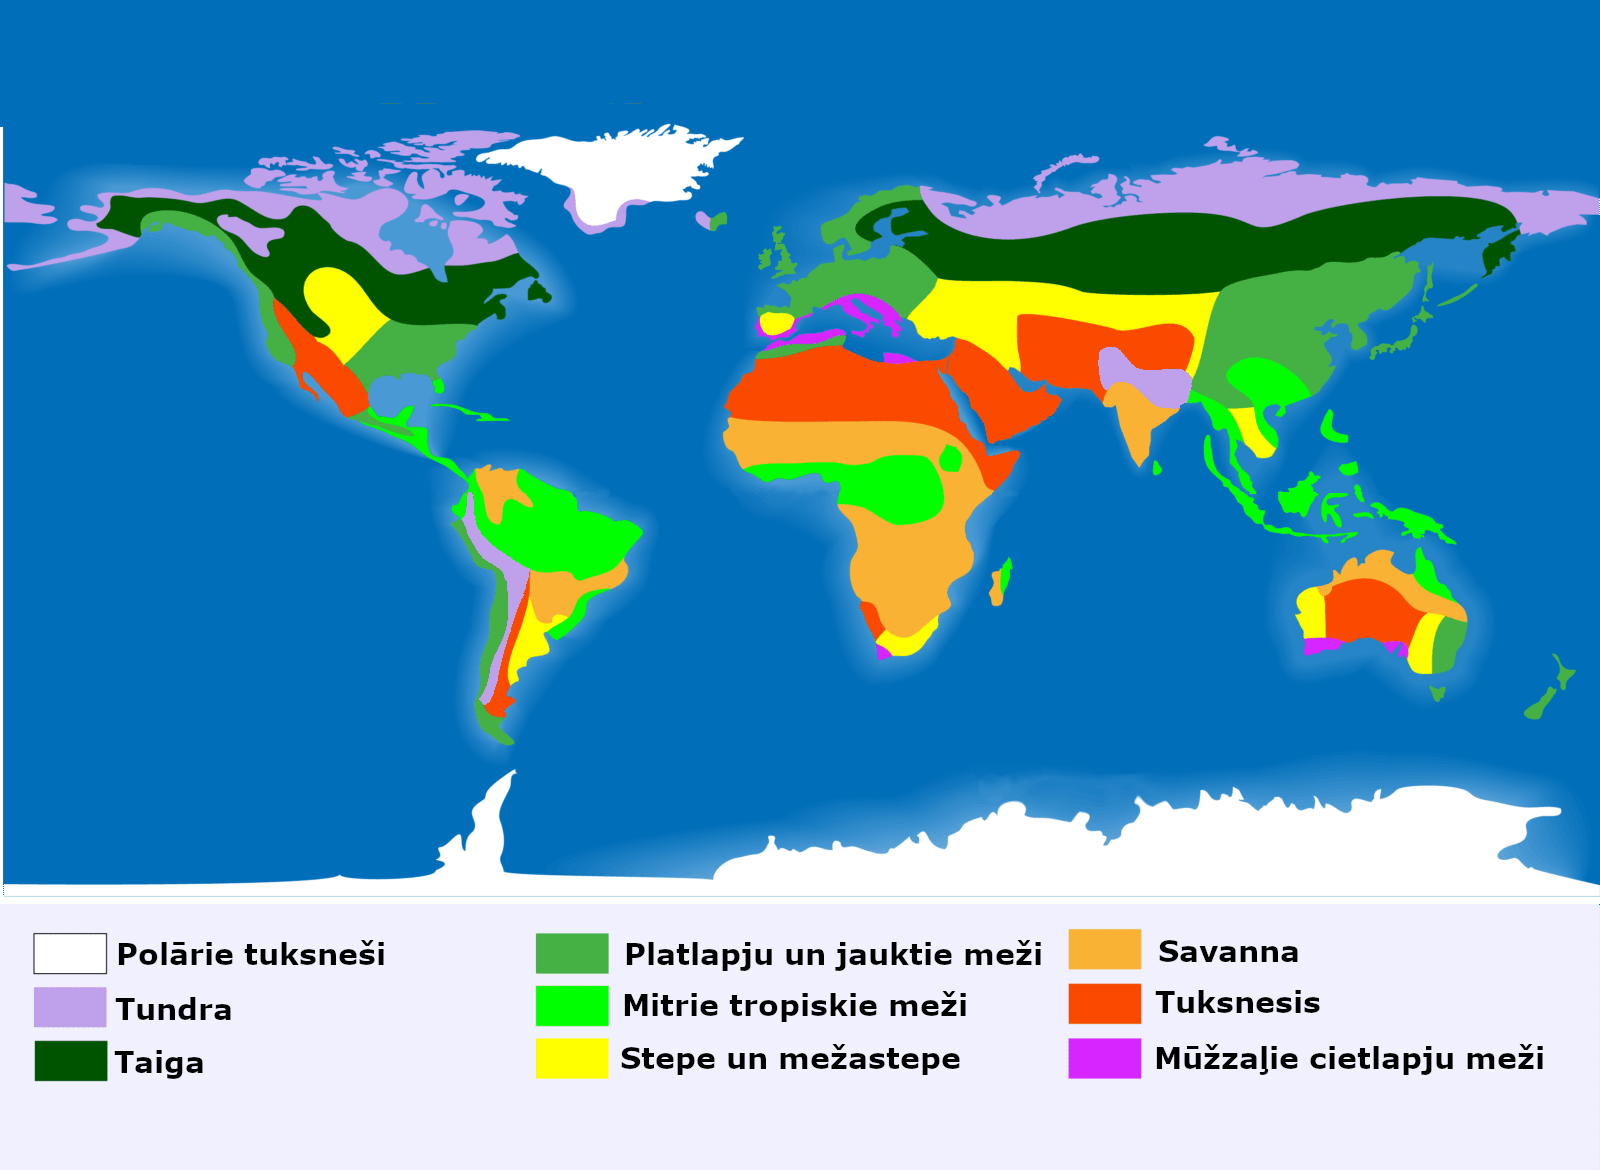 Polārie tuksneši
Tundra
Taiga
Platlapju un jauktie meži
Mitrie tropiskie meži
Stepe un mežastepe
Savanna
Tuksnesis
Mūžzaļie cietlapju meži